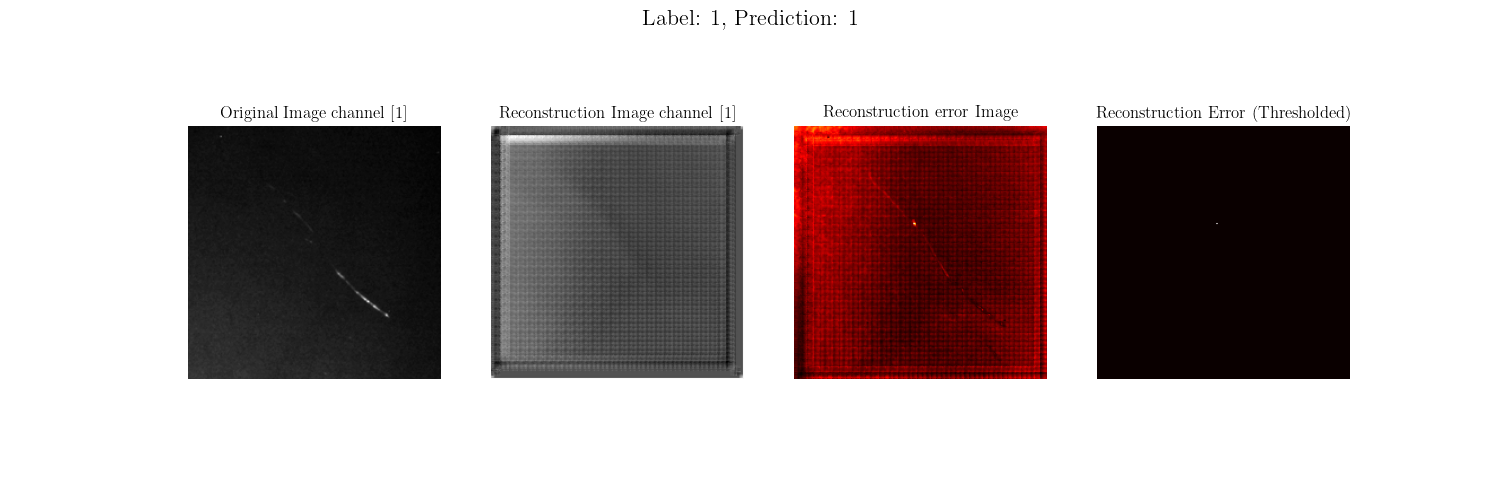 Label: 1, Prediction: 1
Original Image channel [1]
Reconstruction Image channel [1]
Reconstruction error Image
Reconstruction Error (Thresholded)